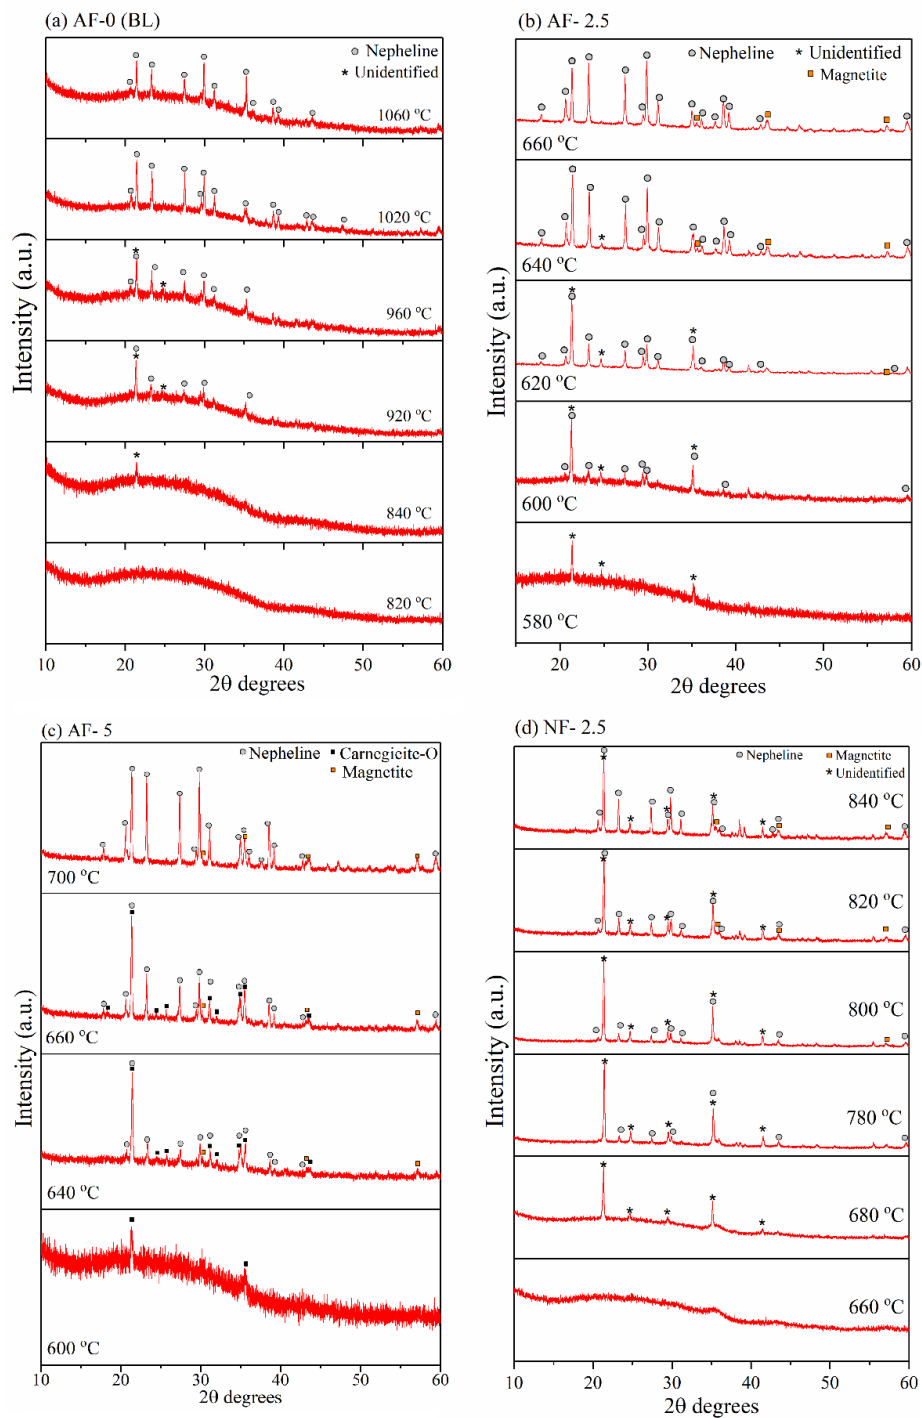 (a) AF-0 (BL)
Nepheline
* Unidentified
1060 °C
1020 °C
960 °C
920 °C
840 °C
820 °C
Intensity (a.u.)
10 20 30 40 50 60
2θ degrees
(b) AF- 2.5
Nepheline * Unidentified
Magnetite
660 °C
640 °C
620 °C
600 °C
580 °C
Intensity (a.u.)
20 30 40 50 60
2θ degrees
(c) AF- 5
Nepheline Carnegieite-O
Magnetite
700 °C
660 °C
640 °C
600 °C
Intensity (a.u.)
10 20 30 40 50 60
2θ degrees
(d) NF- 2.5
Nepheline Magnetite
* Unidentified
840 °C
820 °C
800 °C
780 °C
680 °C
660 °C
Intensity (a.u.)
10 20 30 40 50 60
2θ degrees